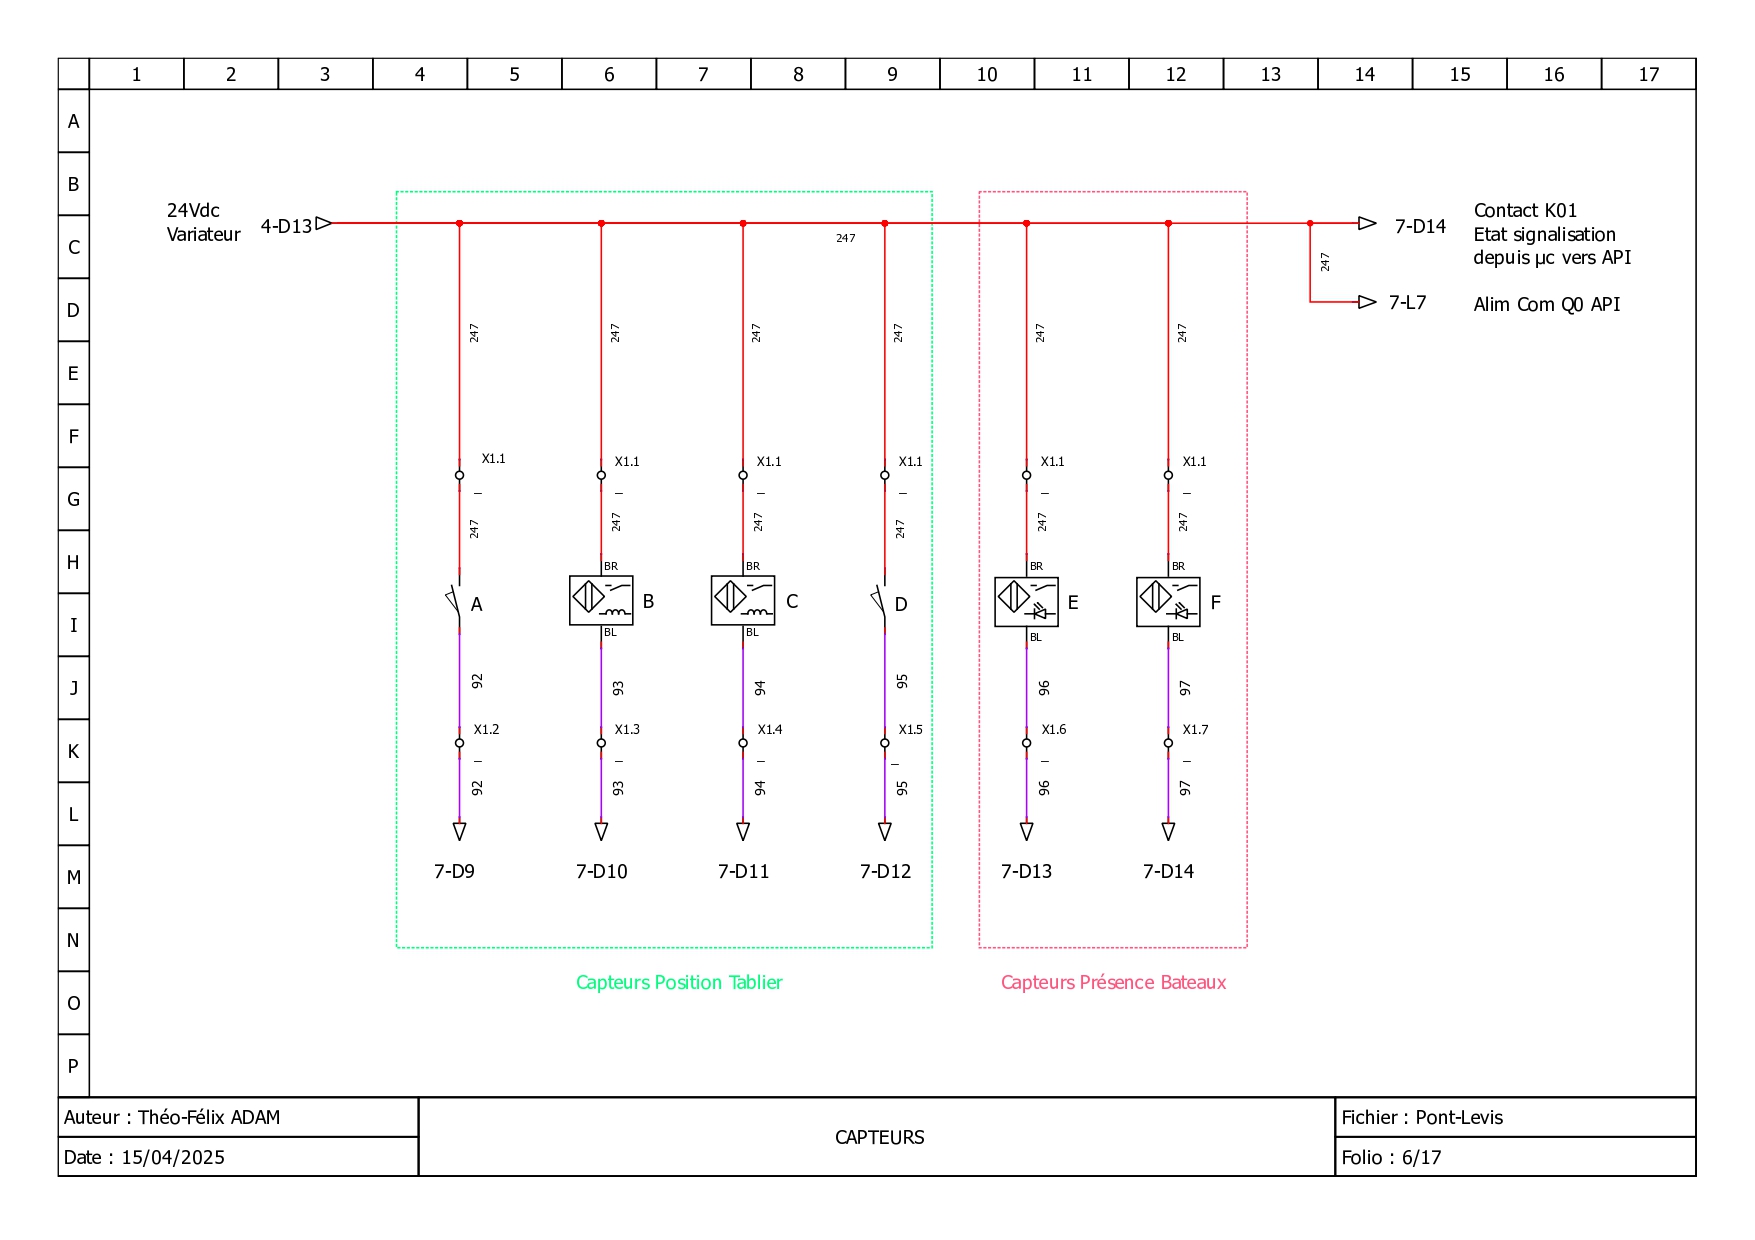 1 2 3 4 5 6 7 8 9 10 11 12 13 14 15 16 17
A
B
C
D
E
F
G
H
I
J
K
L
M
N
O
P
24Vdc
Variateur
4-D13
247
7-D14
Contact K01
Etat signalisation
depuis µc vers API
247
7-L7
Alim Com Q0 API
247 247 247 247 247 247
X1.1 X1.1 X1.1 X1.1 X1.1 X1.1
_ _ _ _ _ _
247 247 247 247 247 247
BR BR BR BR
A B C D E F
BL BL BL BL
92 93 94 95 96 97
X1.2 X1.3 X1.4 X1.5 X1.6 X1.7
_ _ _ _ _ _
92 93 94 95 96 97
7-D9 7-D10 7-D11 7-D12 7-D13 7-D14
Capteurs Position Tablier
Capteurs Présence Bateaux
Auteur : Théo-Félix ADAM
Date : 15/04/2025
CAPTEURS
Fichier : Pont-Levis
Folio : 6/17